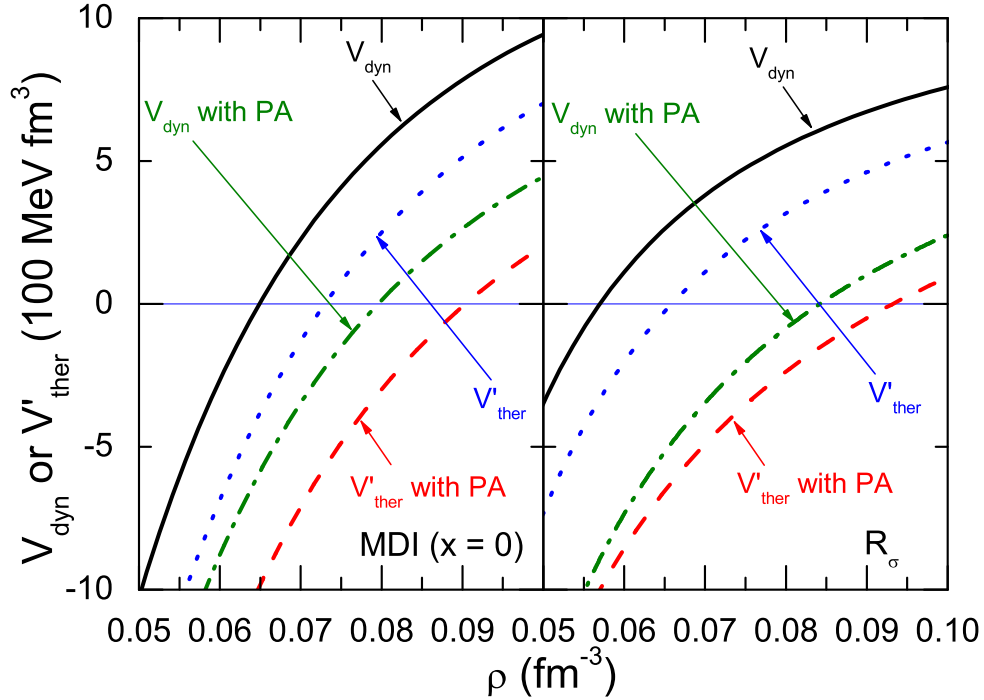 10
5
0
-5
-10
V_dyn or V'_ther (100 MeV fm^3)
V_dyn
V_dyn with PA
V'_ther
V'_ther with PA
MDI (x = 0)
V_dyn
V_dyn with PA
V'_ther
V'_ther with PA
R_σ
0.05 0.06 0.07 0.08 0.09 0.05 0.06 0.07 0.08 0.09 0.10
ρ (fm^-3)